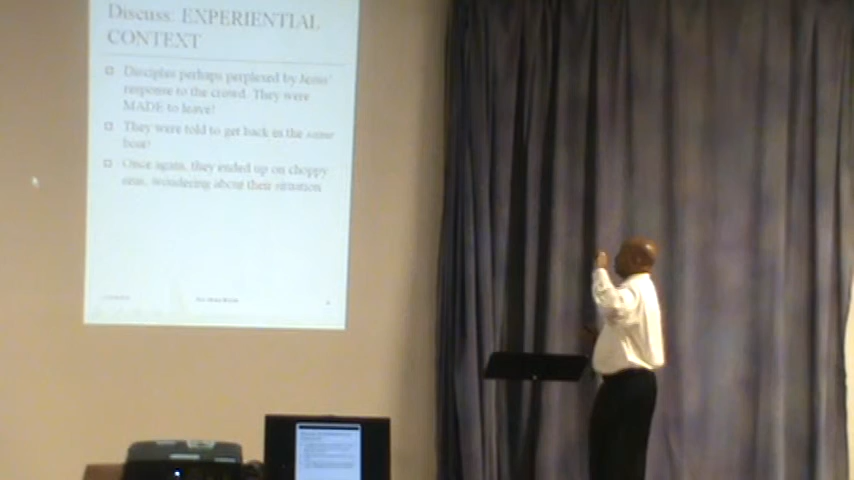 Discuss: EXPERIENTIAL
CONTEXT
Disciples perhaps perplexed by Jesus'
response to the crowd. They were
MADE to leave!
They were told to get back in the same
boat!
Once again, they ended up on choppy
seas, wondering about their situation